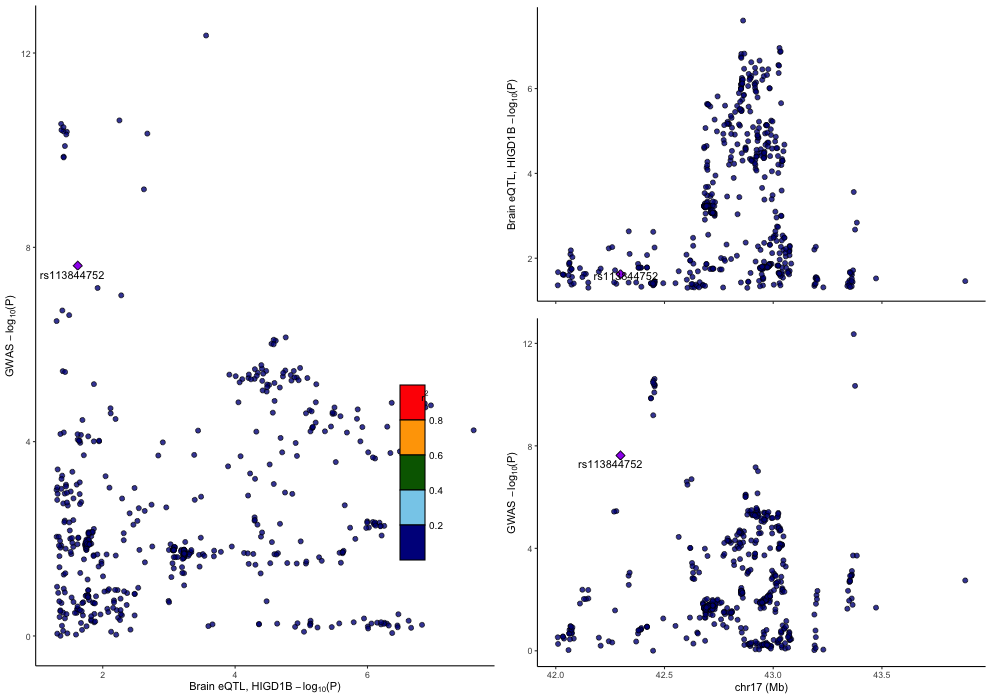 12
8
4
0
GWAS −log10(P)
rs113844752
r2
0.8
0.6
0.4
0.2
2
4
6
Brain eQTL, HIGD1B −log10(P)
6
4
2
Brain eQTL, HIGD1B −log10(P)
rs113844752
12
8
4
0
GWAS −log10(P)
rs113844752
42.0
42.5
43.0
43.5
chr17 (Mb)